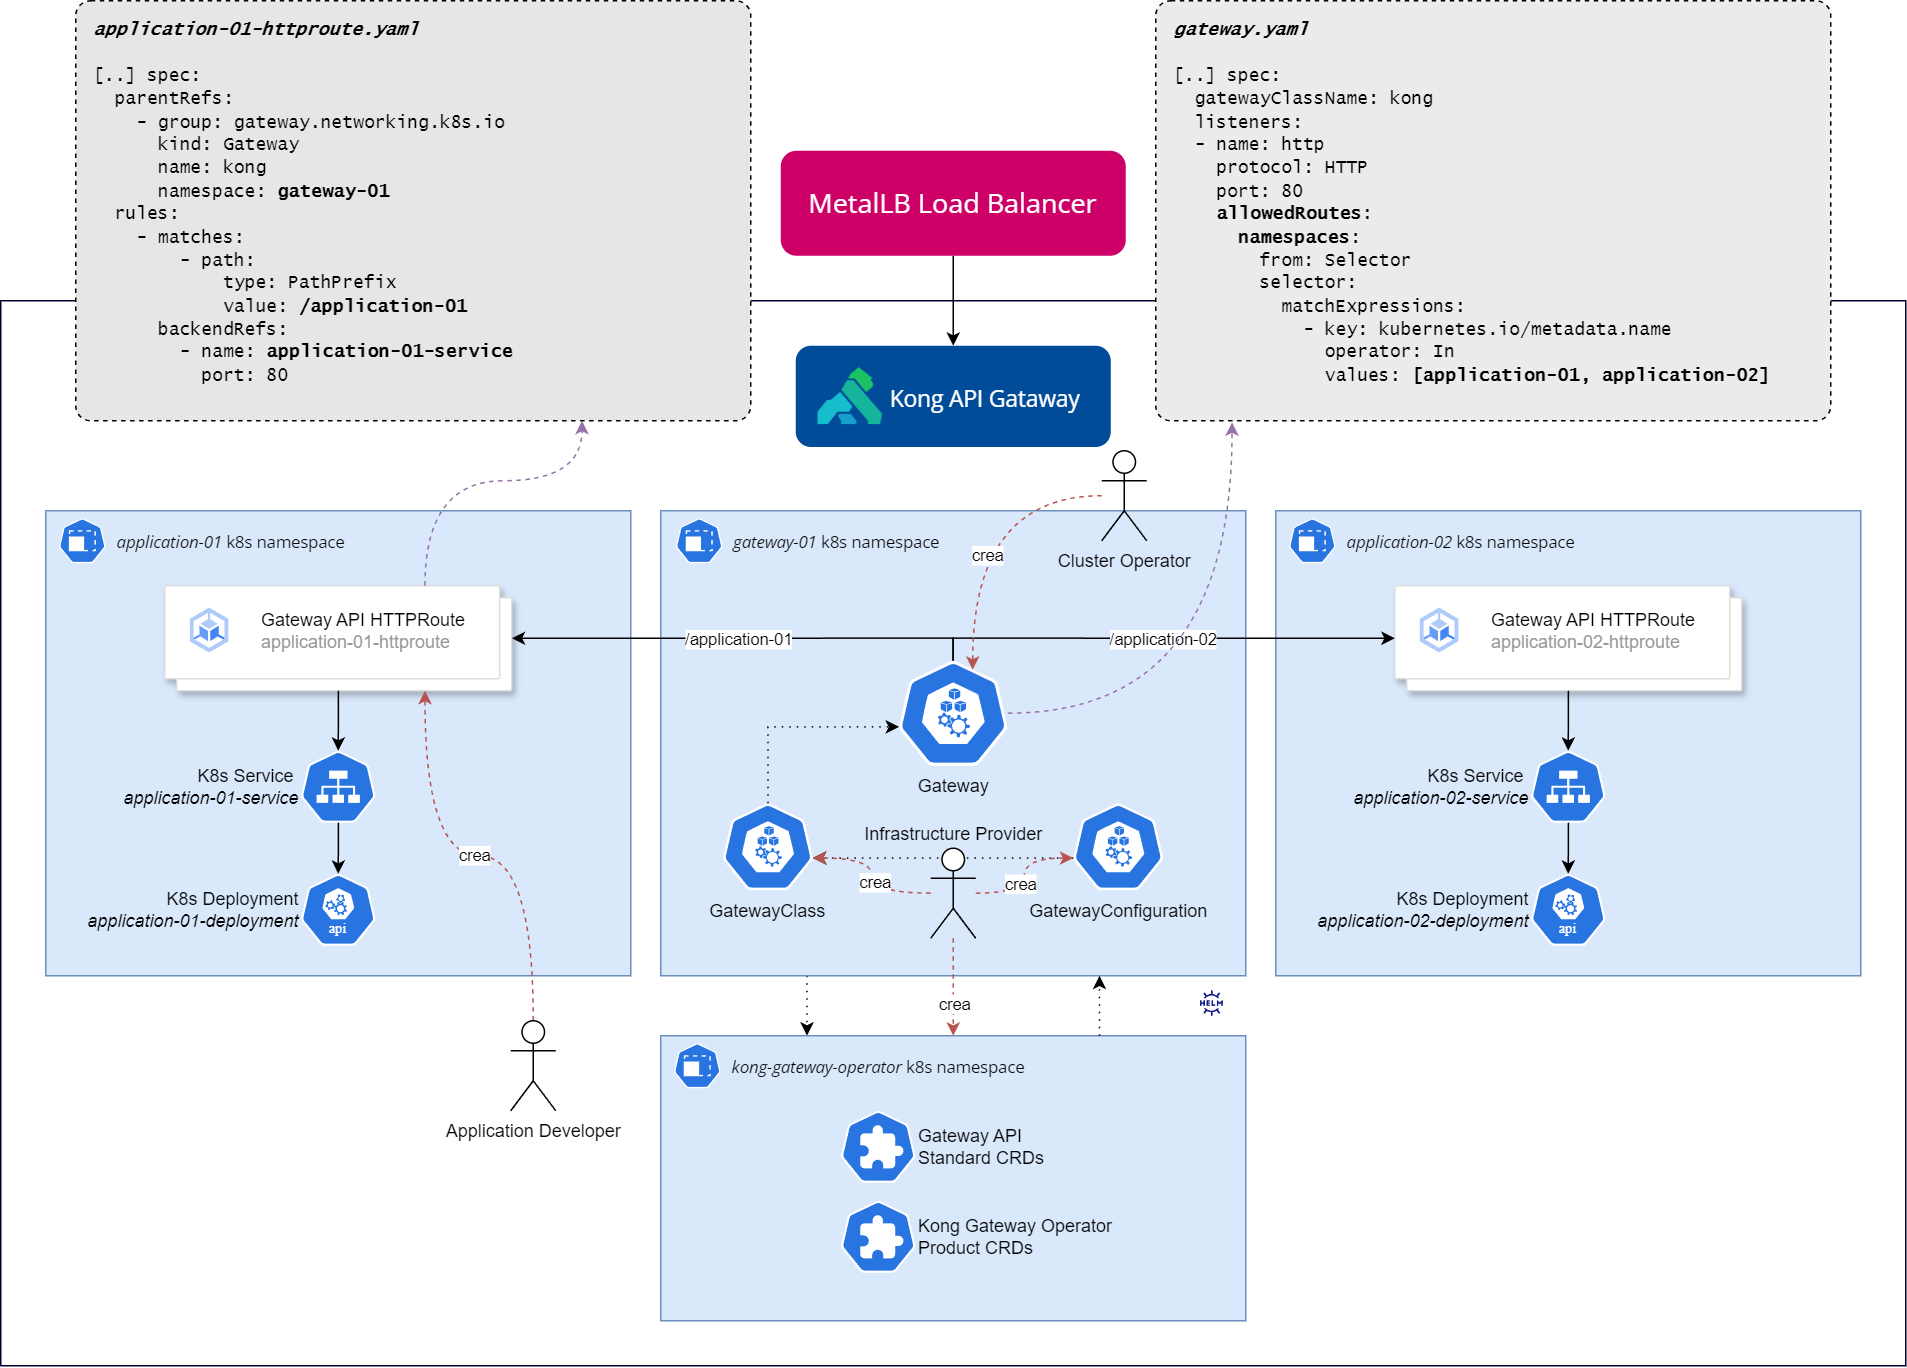 application-01-httproute.yaml
[..] spec:
parentRefs:
- group: gateway.networking.k8s.io
kind: Gateway
name: kong
namespace: gateway-01
rules:
- matches:
- path:
type: PathPrefix
value: /application-01
backendRefs:
- name: application-01-service
port: 80
gateway.yaml
[..] spec:
gatewayClassName: kong
listeners:
- name: http
protocol: HTTP
port: 80
allowedRoutes:
namespaces:
from: Selector
selector:
matchExpressions:
- key: kubernetes.io/metadata.name
operator: In
values: [application-01, application-02]
MetalLB Load Balancer
Kong API Gataway
Cluster Operator
crea
application-01 k8s namespace
Gateway API HTTPRoute
application-01-httproute
K8s Service
application-01-service
K8s Deployment
application-01-deployment
api
crea
Application Developer
gateway-01 k8s namespace
/application-01
/application-02
Gateway
Infrastructure Provider
crea
crea
GatewayClass
GatewayConfiguration
crea
HELM
application-02 k8s namespace
Gateway API HTTPRoute
application-02-httproute
K8s Service
application-02-service
K8s Deployment
application-02-deployment
api
kong-gateway-operator k8s namespace
Gateway API
Standard CRDs
Kong Gateway Operator
Product CRDs